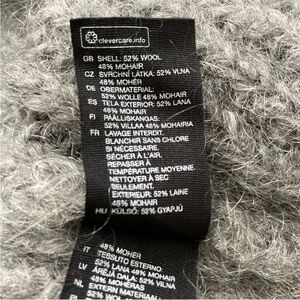 clevercare.info
GB SHELL: 52% WOOL
48% MOHAIR
CZ SVRCHNÍ LÁTKA: 52% VLNA
48% MOHÉR
DE OBERMATERIAL:
52% WOLLE 48% MOHAIR
ES TELA EXTERIOR: 52% LANA
48% MOHAIR
FI PÄÄLLISKANGAS:
52% VILLAA 48% MOHAIRIA
FR LAVAGE INTERDIT.
BLANCHIR SANS CHLORE
SI NÉCESSAIRE.
SÉCHER À L'AIR.
REPASSER À
TEMPÉRATURE MOYENNE.
NETTOYER À SEC
SEULEMENT.
EXTERIEUR: 52% LAINE
48% MOHAIR
HU KÜLSŐ: 52% GYAPJÚ
48% MOHER
IT TESSUTO ESTERNO:
52% LANA 48% MOHAIR
LV ĀRĒJĀ DAĻA: 52% VILNA
48% MOHĒRAS
NL EXTERN MATERIAAL:
52% WOL